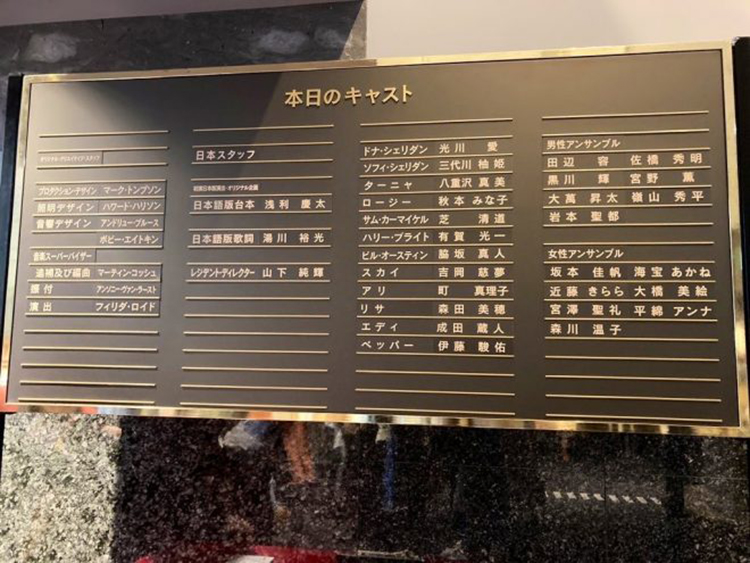 本日のキャスト
オリジナル・クリエイティブ・スタッフ
プロダクション・デザイン マーク・トンプソン
照明デザイン ハワード・ハリソン
音響デザイン アンドリュー・ブルース
ボビー・エイトキン
音楽スーパーバイザー
追補及び編曲 マーティン・コッシュ
振付 アンソニー・ヴァン・ラースト
演出 フィリダ・ロイド
日本スタッフ
初演日本版演出・オリジナル企画
日本語版台本 浅利 慶太
日本語版歌詞 湯川 裕光
レジデント・ディレクター 山下 純輝
ドナ・シェリダン 光川 愛
ソフィ・シェリダン 三代川 柚姫
ターニャ 八重沢 真美
ロージー 秋本 みな子
サム・カーマイケル 芝 清道
ハリー・ブライト 有賀 光一
ビル・オースティン 脇坂 真人
スカイ 吉岡 慈夢
アリ 町 真理子
リサ 森田 美穂
エディ 成田 蔵人
ペッパー 伊藤 駿佑
男性アンサンブル
田辺 容 佐橋 秀明
黒川 輝 宮野 薫
大萬 昇太 嶺山 秀平
岩本 聖都
女性アンサンブル
坂本 佳帆 海宝 あかね
近藤 きらら 大橋 美絵
宮澤 聖礼 平綿 アンナ
森川 温子